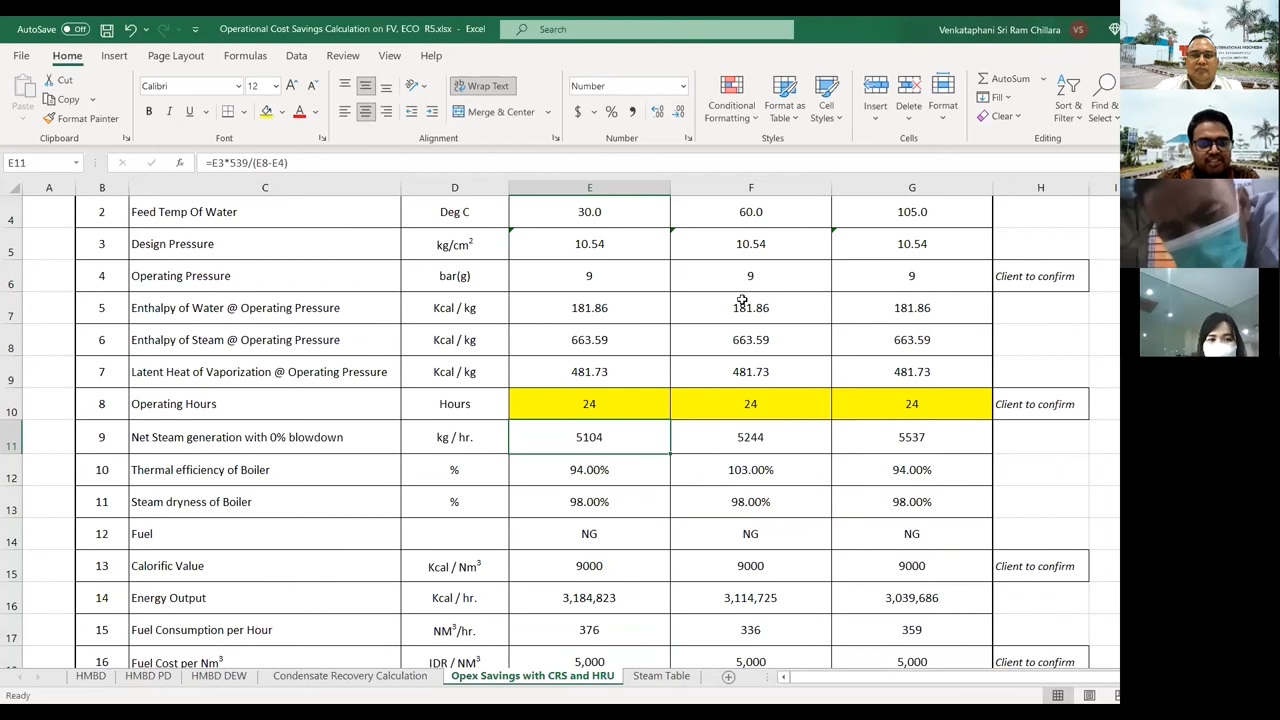 AutoSave Off Operational Cost Savings Calculation on FV, ECO R5.xlsx - Excel Search Venkataphani Sri Ram Chillara VS
File Home Insert Page Layout Formulas Data Review View Help
Cut
Copy
Format Painter
Paste
Clipboard
Calibri 12
B I U
Font
Wrap Text
Merge & Center
Alignment
Number
$ % ,
Number
Conditional Formatting
Format as Table
Cell Styles
Styles
Insert Delete Format
Cells
AutoSum
Fill
Clear
Sort & Filter
Find & Select
Editing
INTERNATIONAL INDONESIA
E11 fx =E3*539/(E8-E4)
A B C D E F G H I
4 2 Feed Temp Of Water Deg C 30.0 60.0 105.0
5 3 Design Pressure kg/cm2 10.54 10.54 10.54
6 4 Operating Pressure bar(g) 9 9 9 Client to confirm
7 5 Enthalpy of Water @ Operating Pressure Kcal / kg 181.86 181.86 181.86
8 6 Enthalpy of Steam @ Operating Pressure Kcal / kg 663.59 663.59 663.59
9 7 Latent Heat of Vaporization @ Operating Pressure Kcal / kg 481.73 481.73 481.73
10 8 Operating Hours Hours 24 24 24 Client to confirm
11 9 Net Steam generation with 0% blowdown kg / hr. 5104 5244 5537
12 10 Thermal efficiency of Boiler % 94.00% 103.00% 94.00%
13 11 Steam dryness of Boiler % 98.00% 98.00% 98.00%
14 12 Fuel NG NG NG
15 13 Calorific Value Kcal / Nm3 9000 9000 9000 Client to confirm
16 14 Energy Output Kcal / hr. 3,184,823 3,114,725 3,039,686
17 15 Fuel Consumption per Hour NM3/hr. 376 336 359
16 Fuel Cost per Nm3 IDR / NM3 5,000 5,000 5,000 Client to confirm
HMBD HMBD PD HMBD DEW Condensate Recovery Calculation Opex Savings with CRS and HRU Steam Table
Ready